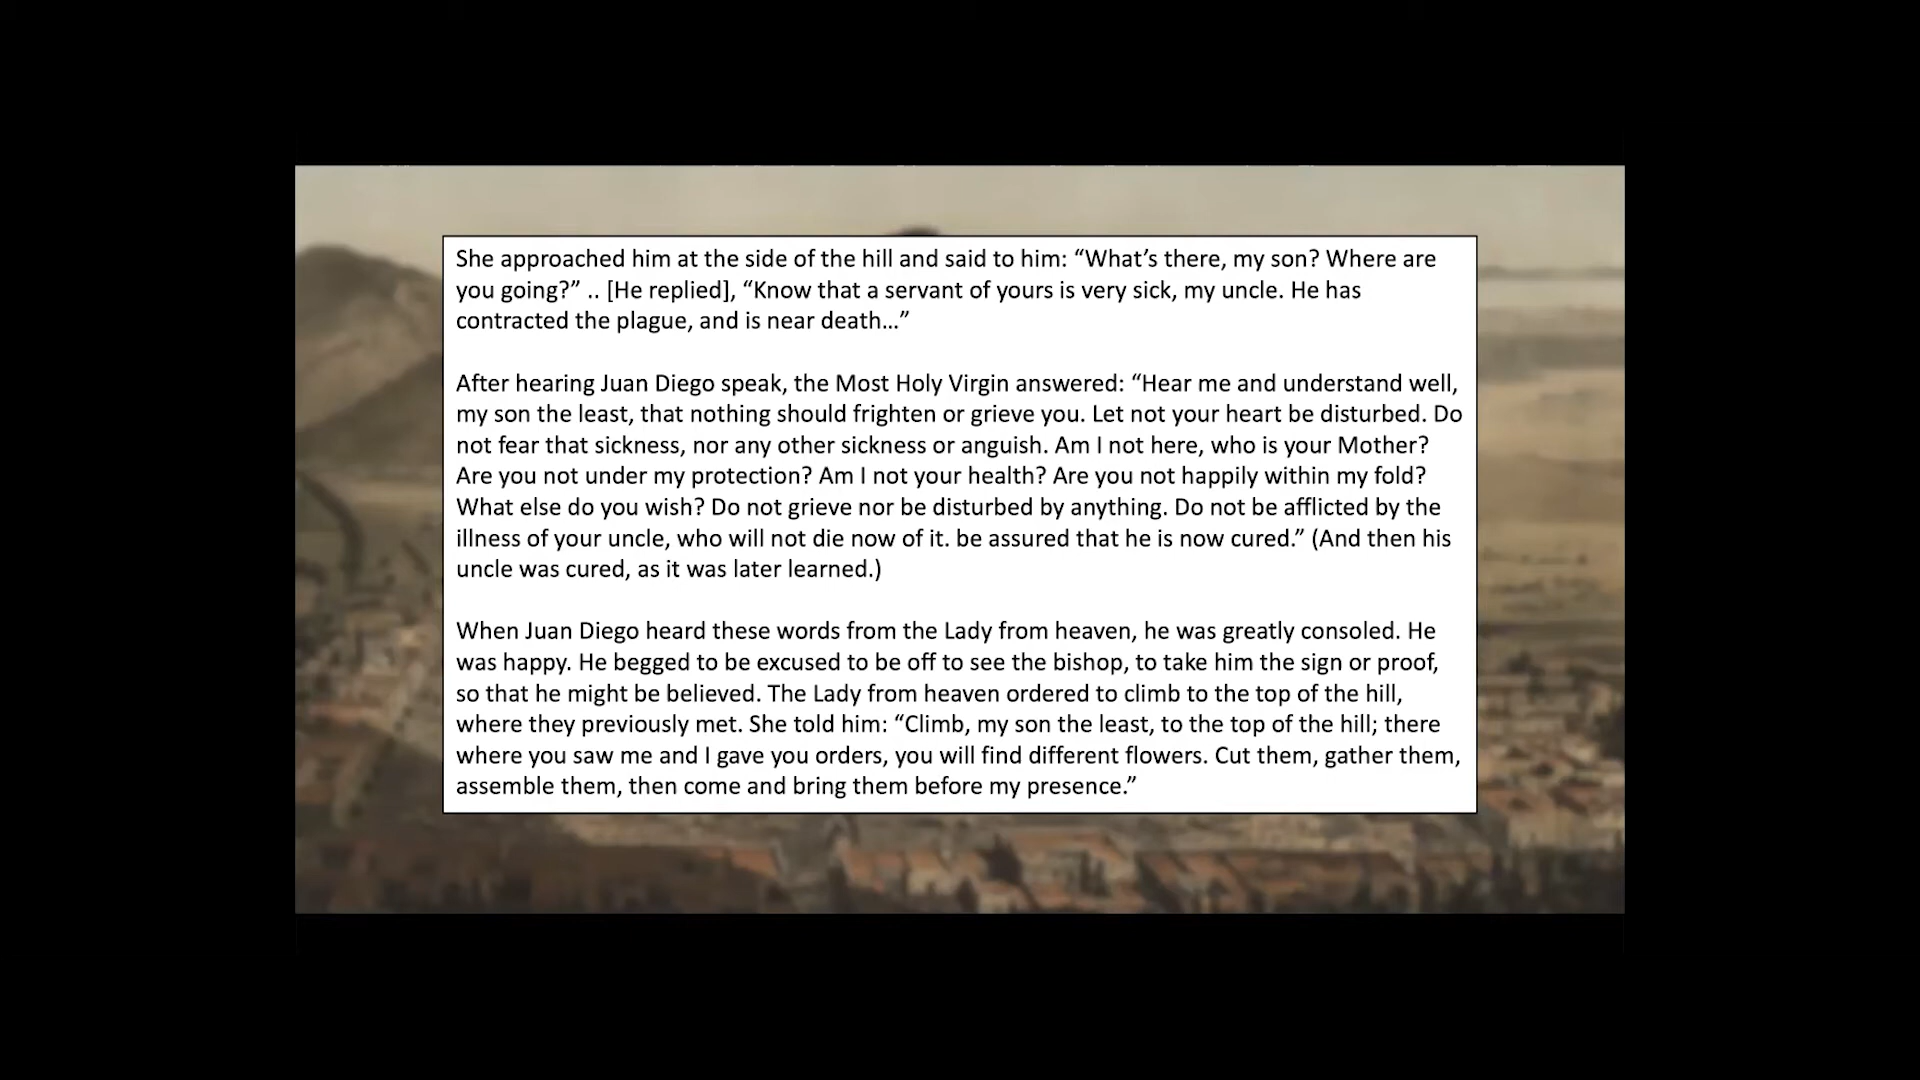 She approached him at the side of the hill and said to him: “What’s there, my son? Where are
you going?” .. [He replied], “Know that a servant of yours is very sick, my uncle. He has
contracted the plague, and is near death…”
After hearing Juan Diego speak, the Most Holy Virgin answered: “Hear me and understand well,
my son the least, that nothing should frighten or grieve you. Let not your heart be disturbed. Do
not fear that sickness, nor any other sickness or anguish. Am I not here, who is your Mother?
Are you not under my protection? Am I not your health? Are you not happily within my fold?
What else do you wish? Do not grieve nor be disturbed by anything. Do not be afflicted by the
illness of your uncle, who will not die now of it. be assured that he is now cured.” (And then his
uncle was cured, as it was later learned.)
When Juan Diego heard these words from the Lady from heaven, he was greatly consoled. He
was happy. He begged to be excused to be off to see the bishop, to take him the sign or proof,
so that he might be believed. The Lady from heaven ordered to climb to the top of the hill,
where they previously met. She told him: “Climb, my son the least, to the top of the hill; there
where you saw me and I gave you orders, you will find different flowers. Cut them, gather them,
assemble them, then come and bring them before my presence.”